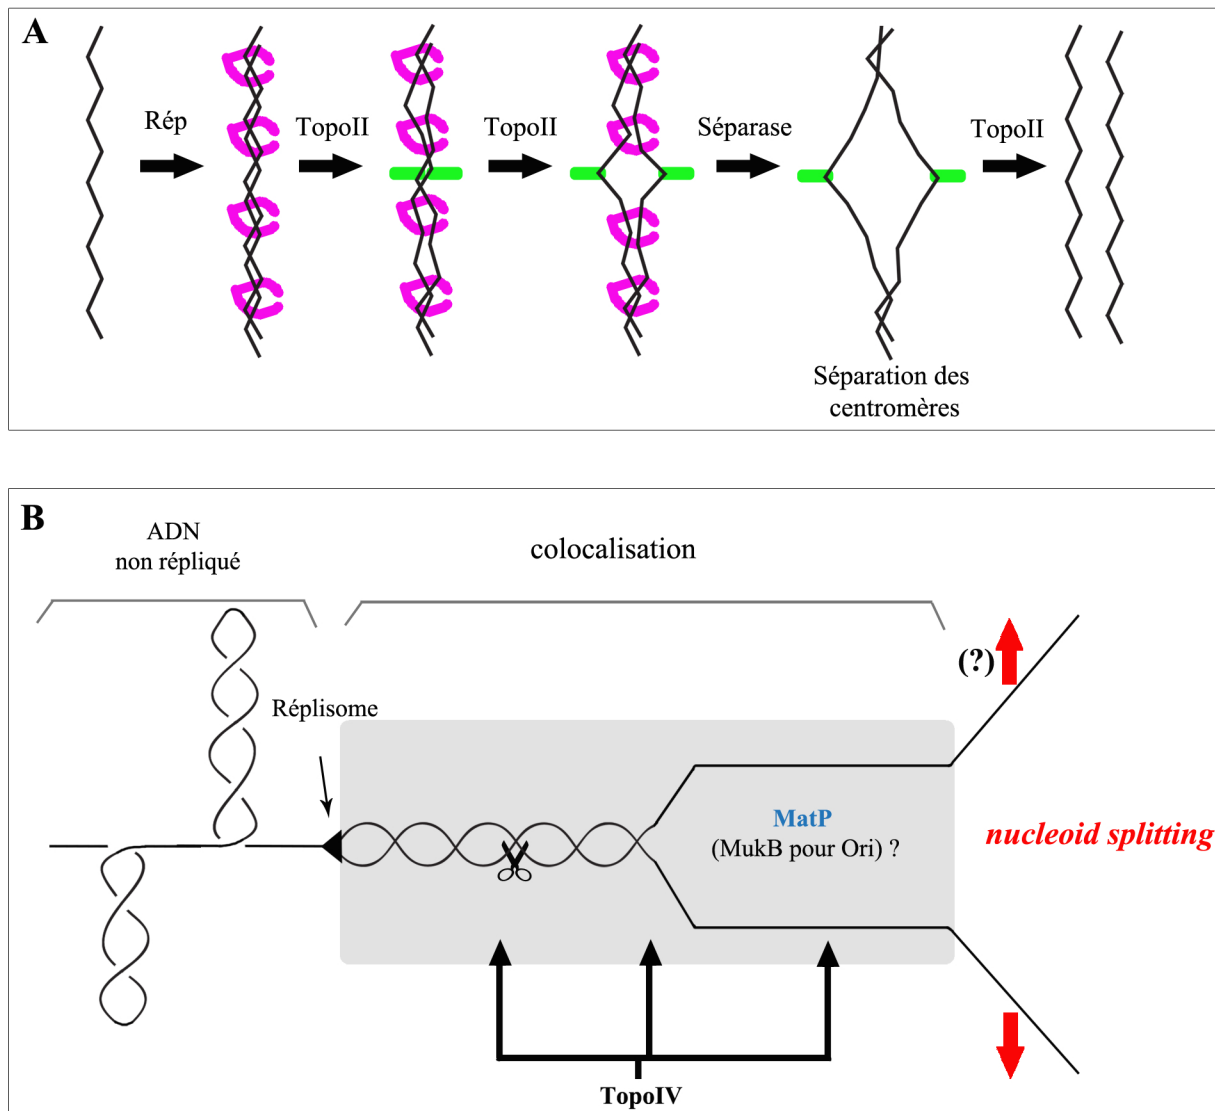 A
Rép
TopoII
TopoII
Séparase
TopoII
Séparation des
centromères
B
ADN
non répliqué
colocalisation
(?)
Réplisome
MatP
(MukB pour Ori) ?
nucleoid splitting
TopoIV